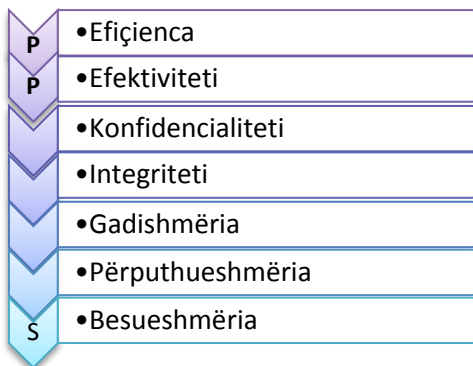 P •Efiçienca
P •Efektiviteti
•Konfidencialiteti
•Integriteti
•Gadishmëria
•Përputhueshmëria
S •Besueshmëria